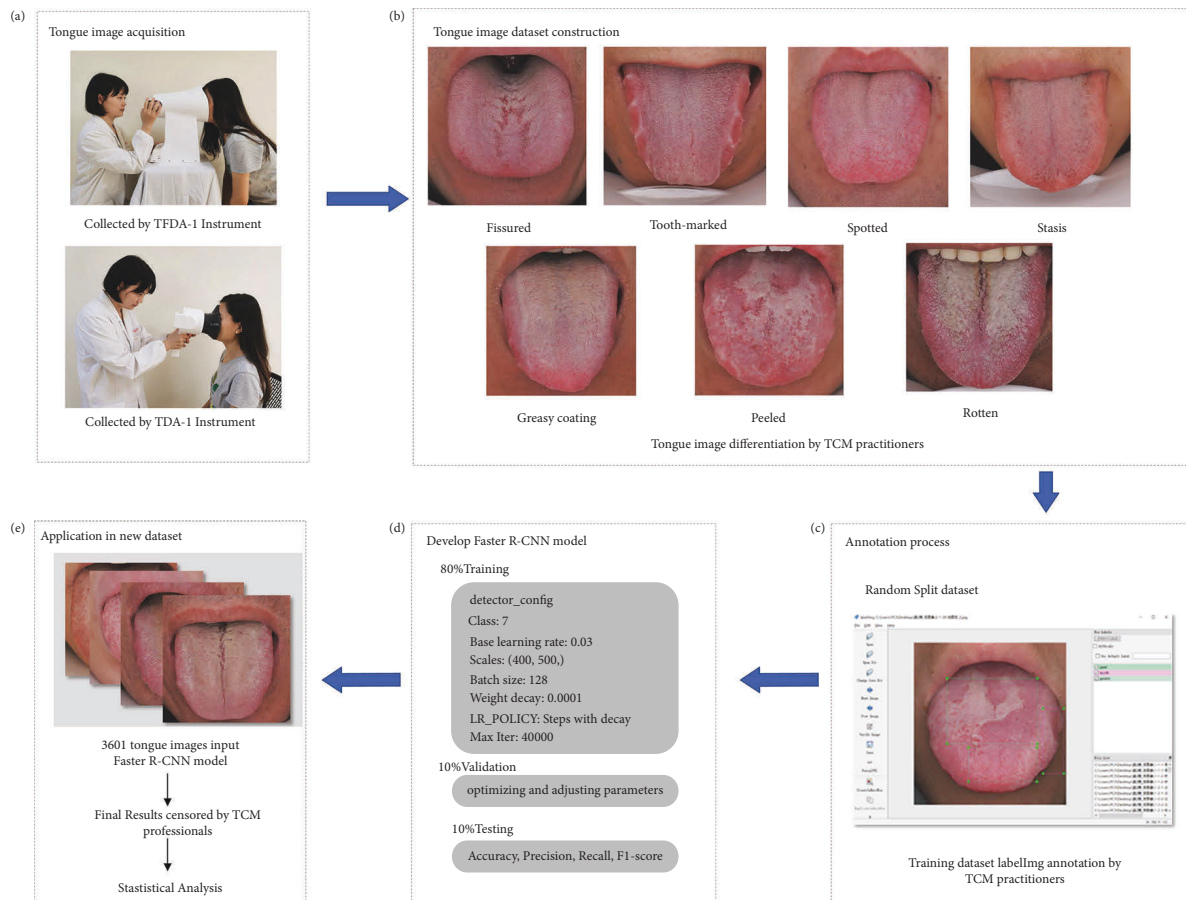 (a)
Tongue image acquisition
Collected by TFDA-1 Instrument
Collected by TDA-1 Instrument
(b)
Tongue image dataset construction
Fissured
Tooth-marked
Spotted
Stasis
Greasy coating
Peeled
Rotten
Tongue image differentiation by TCM practitioners
(c)
Annotation process
Random Split dataset
Training dataset labelImg annotation by
TCM practitioners
(d)
Develop Faster R-CNN model
80%Training
detector_config
Class: 7
Base learning rate: 0.03
Scales: (400, 500,)
Batch size: 128
Weight decay: 0.0001
LR_POLICY: Steps with decay
Max Iter: 40000
10%Validation
optimizing and adjusting parameters
10%Testing
Accuracy, Precision, Recall, F1-score
(e)
Application in new dataset
3601 tongue images input
Faster R-CNN model
Final Results censored by TCM
professionals
Stastistical Analysis